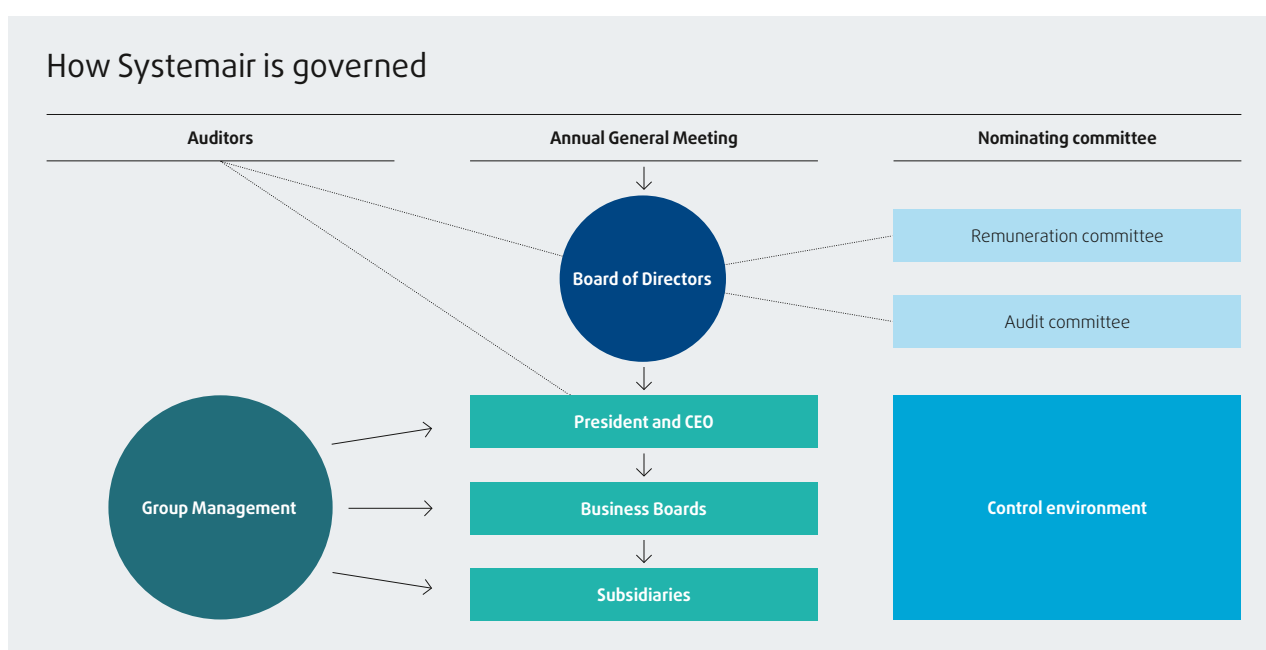 How Systemair is governed
Auditors
Annual General Meeting
Nominating committee
Remuneration committee
Board of Directors
Audit committee
President and CEO
Group Management
Business Boards
Control environment
Subsidiaries